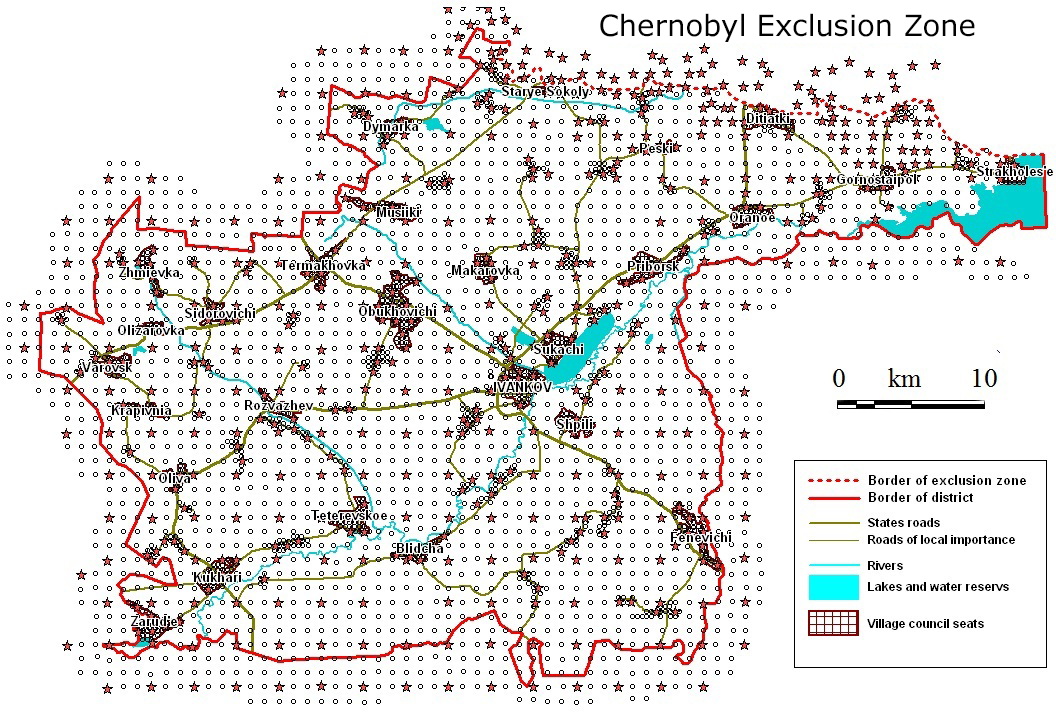 Chernobyl Exclusion Zone
Starye Sokoly
Dymarka
Ditiatki
Peski
Strakholesie
Gornostaipol
Musiiki
Oranoe
Termakhovka
Zhmievka
Makarovka
Priborsk
Sidorovichi
Obukhovichi
Olizarovka
Sukachi
Varovsk
IVANKOV
0 km 10
Krapivnia
Rozvazhev
Shpili
Oliva
Teterevskoe
Fenevichi
Blidcha
Kukhari
Zarudie
Border of exclusion zone
Border of district
States roads
Roads of local importance
Rivers
Lakes and water reservs
Village council seats